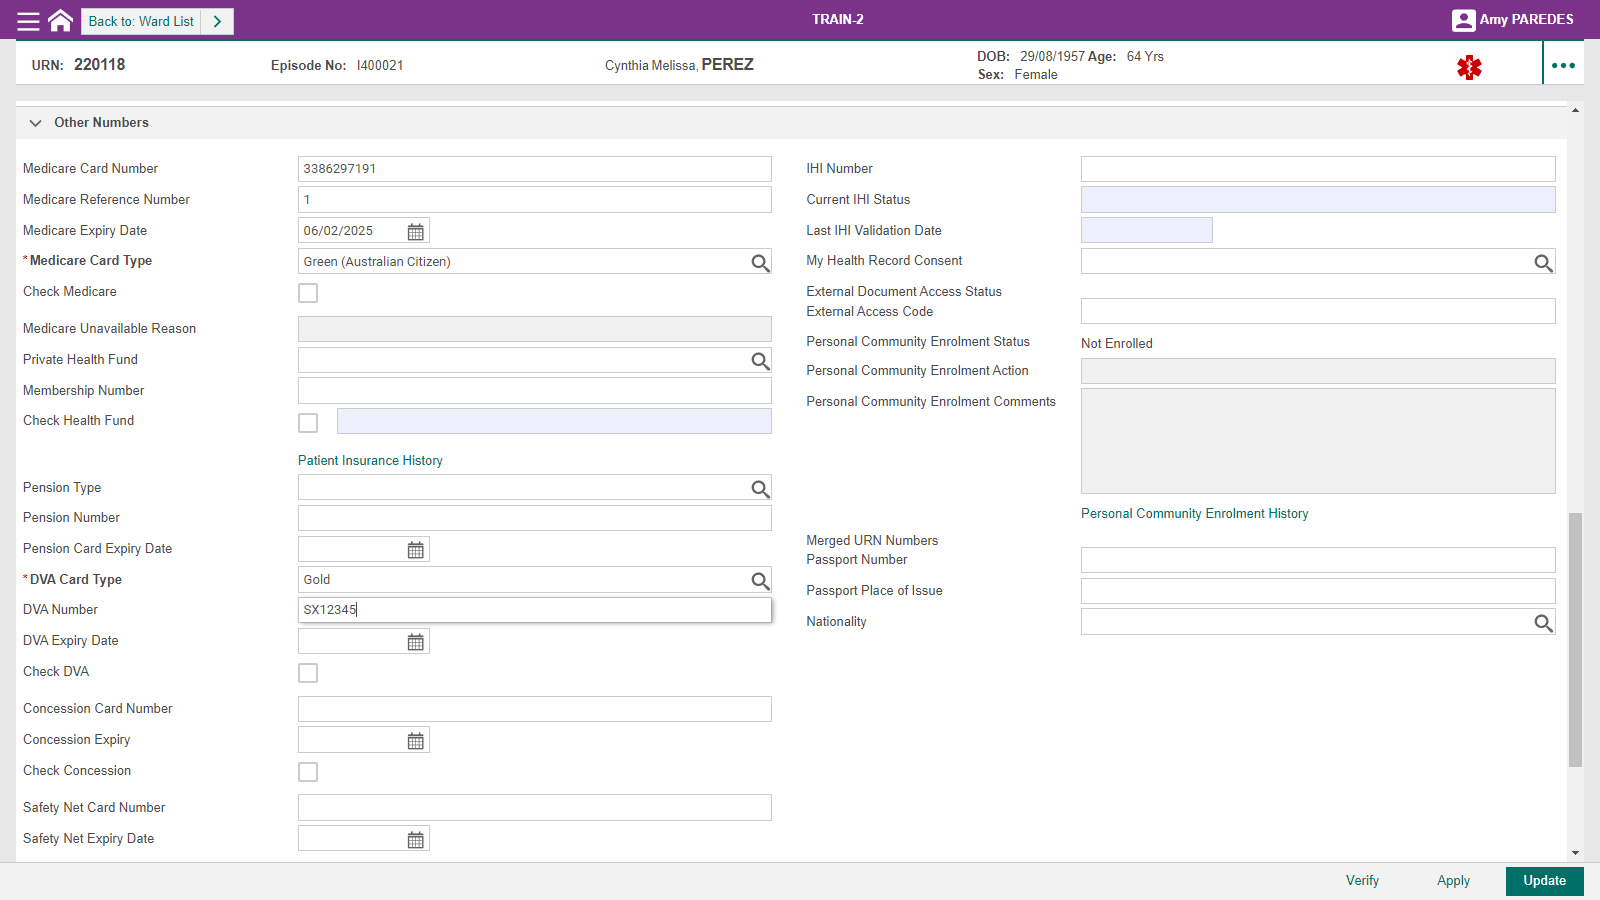 Back to: Ward List
TRAIN-2
Amy PAREDES
URN: 220118
Episode No: I400021
Cynthia Melissa, PEREZ
DOB: 29/08/1957 Age: 64 Yrs
Sex: Female
Other Numbers
Medicare Card Number 3386297191
Medicare Reference Number 1
Medicare Expiry Date 06/02/2025
*Medicare Card Type Green (Australian Citizen)
Check Medicare
Medicare Unavailable Reason
Private Health Fund
Membership Number
Check Health Fund
Patient Insurance History
Pension Type
Pension Number
Pension Card Expiry Date
*DVA Card Type Gold
DVA Number SX12345
DVA Expiry Date
Check DVA
Concession Card Number
Concession Expiry
Check Concession
Safety Net Card Number
Safety Net Expiry Date
IHI Number
Current IHI Status
Last IHI Validation Date
My Health Record Consent
External Document Access Status
External Access Code
Personal Community Enrolment Status Not Enrolled
Personal Community Enrolment Action
Personal Community Enrolment Comments
Personal Community Enrolment History
Merged URN Numbers
Passport Number
Passport Place of Issue
Nationality
Verify
Apply
Update